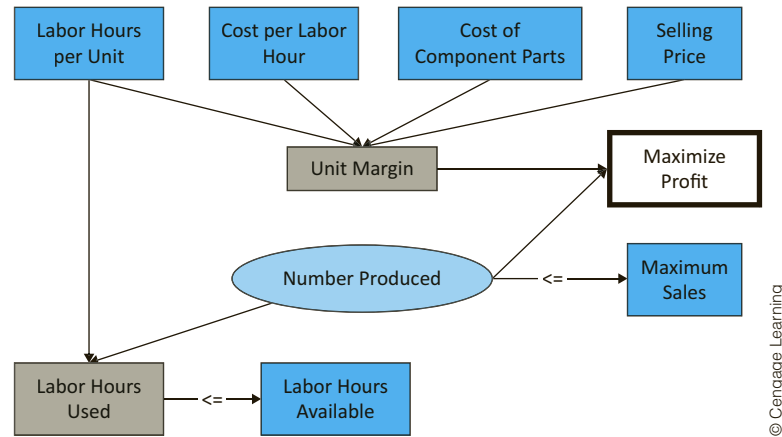 Labor Hours
per Unit
Cost per Labor
Hour
Cost of
Component Parts
Selling
Price
Unit Margin
Maximize
Profit
Number Produced
<=
Maximum
Sales
Labor Hours
Used
<=
Labor Hours
Available
© Cengage Learning